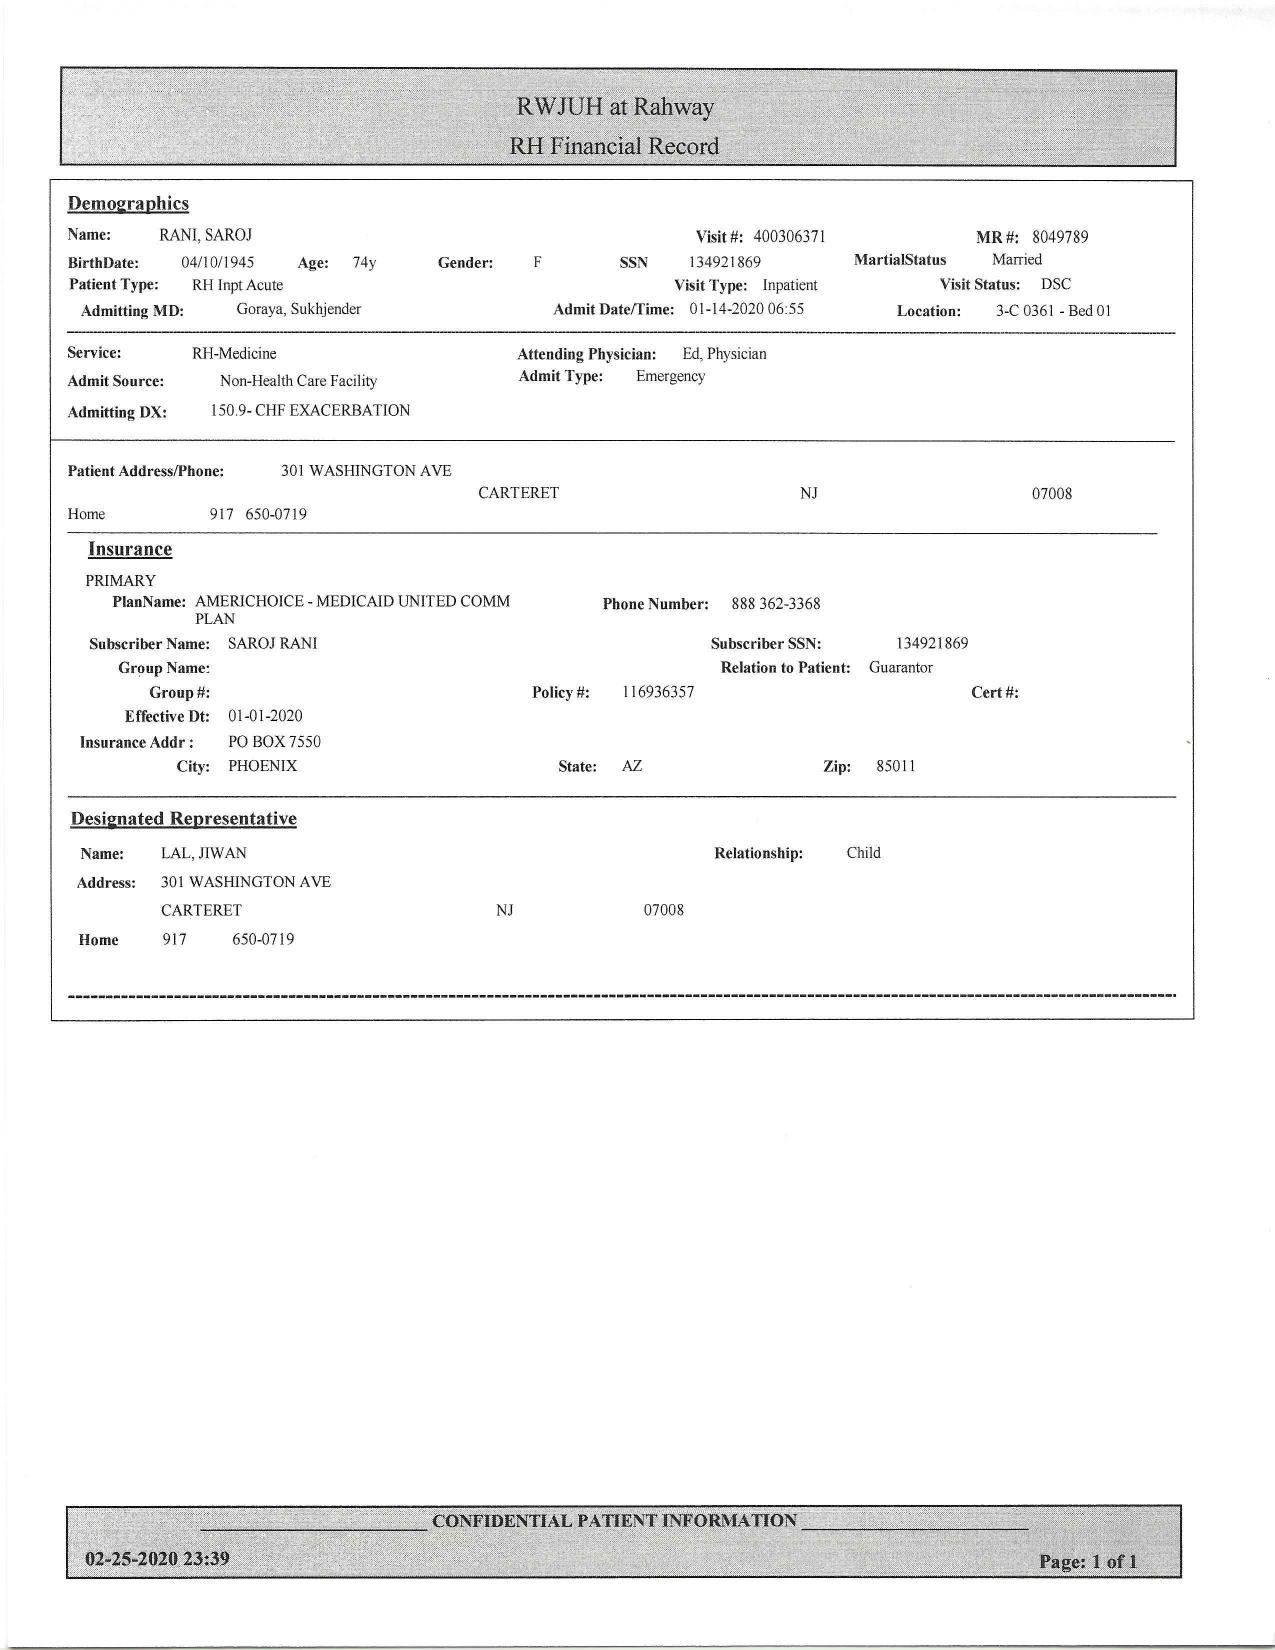 RWJUH at Rahway
RH Financial Record
Demographics
Name: RANI, SAROJ Visit #: 400306371 MR #: 8049789
BirthDate: 04/10/1945 Age: 74y Gender: F SSN 134921869 MartialStatus Married
Patient Type: RH Inpt Acute Visit Type: Inpatient Visit Status: DSC
Admitting MD: Goraya, Sukhjender Admit Date/Time: 01-14-2020 06:55 Location: 3-C 0361 - Bed 01
Service: RH-Medicine Attending Physician: Ed, Physician
Admit Source: Non-Health Care Facility Admit Type: Emergency
Admitting DX: 150.9- CHF EXACERBATION
Patient Address/Phone: 301 WASHINGTON AVE
CARTERET NJ 07008
Home 917 650-0719
Insurance
PRIMARY
PlanName: AMERICHOICE - MEDICAID UNITED COMM Phone Number: 888 362-3368
PLAN
Subscriber Name: SAROJ RANI Subscriber SSN: 134921869
Group Name: Relation to Patient: Guarantor
Group #: Policy #: 116936357 Cert #:
Effective Dt: 01-01-2020
Insurance Addr : PO BOX 7550
City: PHOENIX State: AZ Zip: 85011
Designated Representative
Name: LAL, JIWAN Relationship: Child
Address: 301 WASHINGTON AVE
CARTERET NJ 07008
Home 917 650-0719
CONFIDENTIAL PATIENT INFORMATION
02-25-2020 23:39 Page: 1 of 1